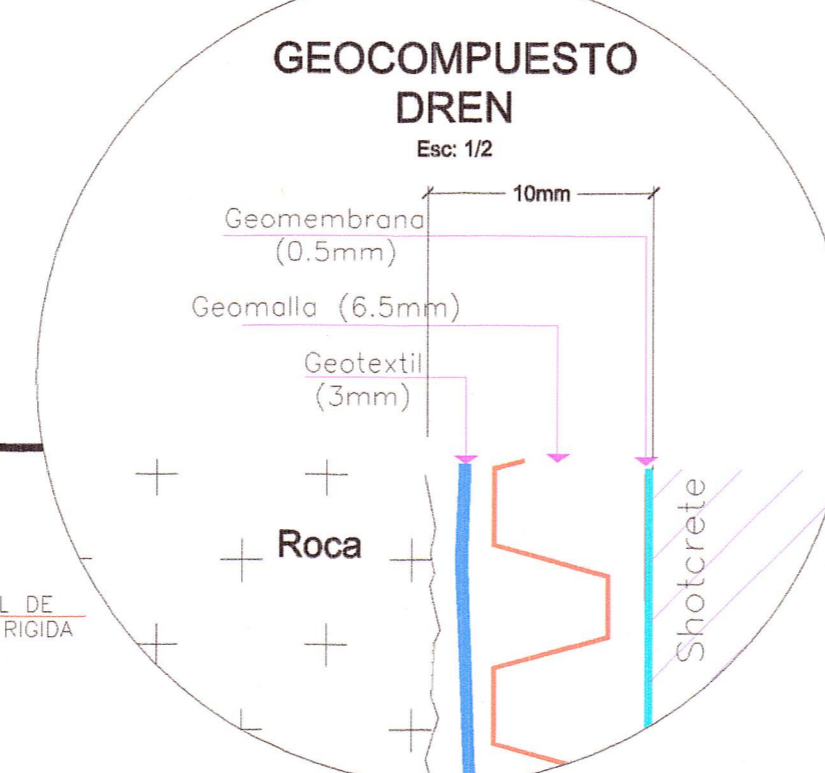 GEOCOMPUESTO
DREN
Esc: 1/2
10mm
Geomembrana
(0.5mm)
Geomalla (6.5mm)
Geotextil
(3mm)
Roca
Shotcrete
L DE
RIGIDA